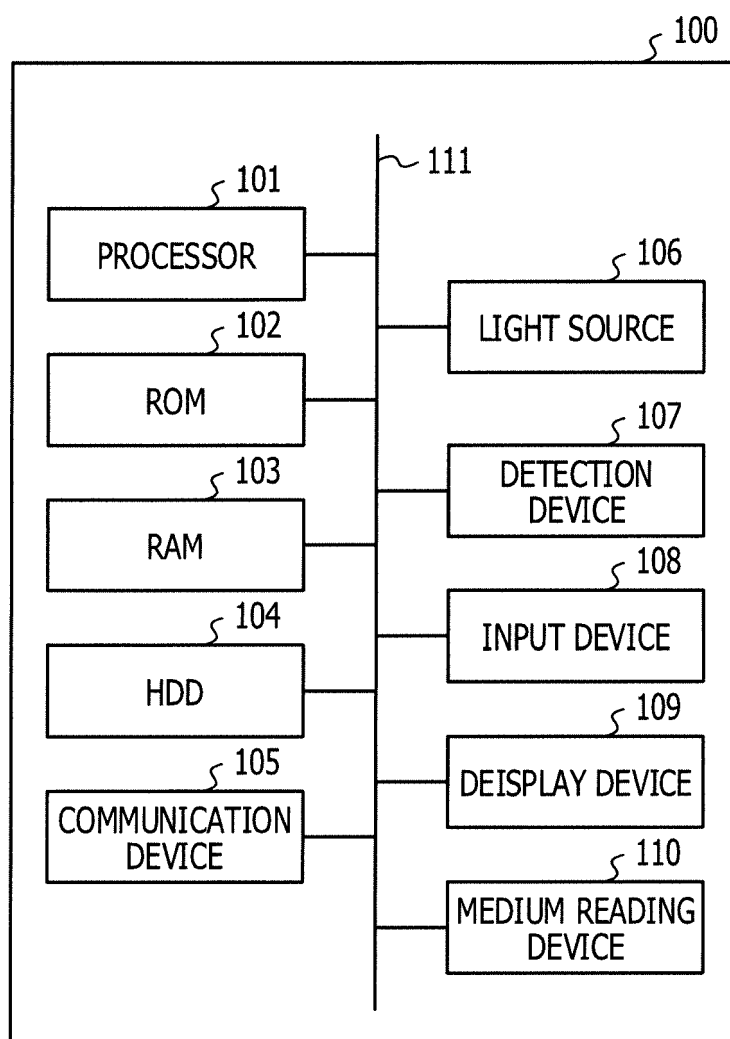 100
111
101
PROCESSOR
102
ROM
103
RAM
104
HDD
105
COMMUNICATION
DEVICE
106
LIGHT SOURCE
107
DETECTION
DEVICE
108
INPUT DEVICE
109
DEISPLAY DEVICE
110
MEDIUM READING
DEVICE